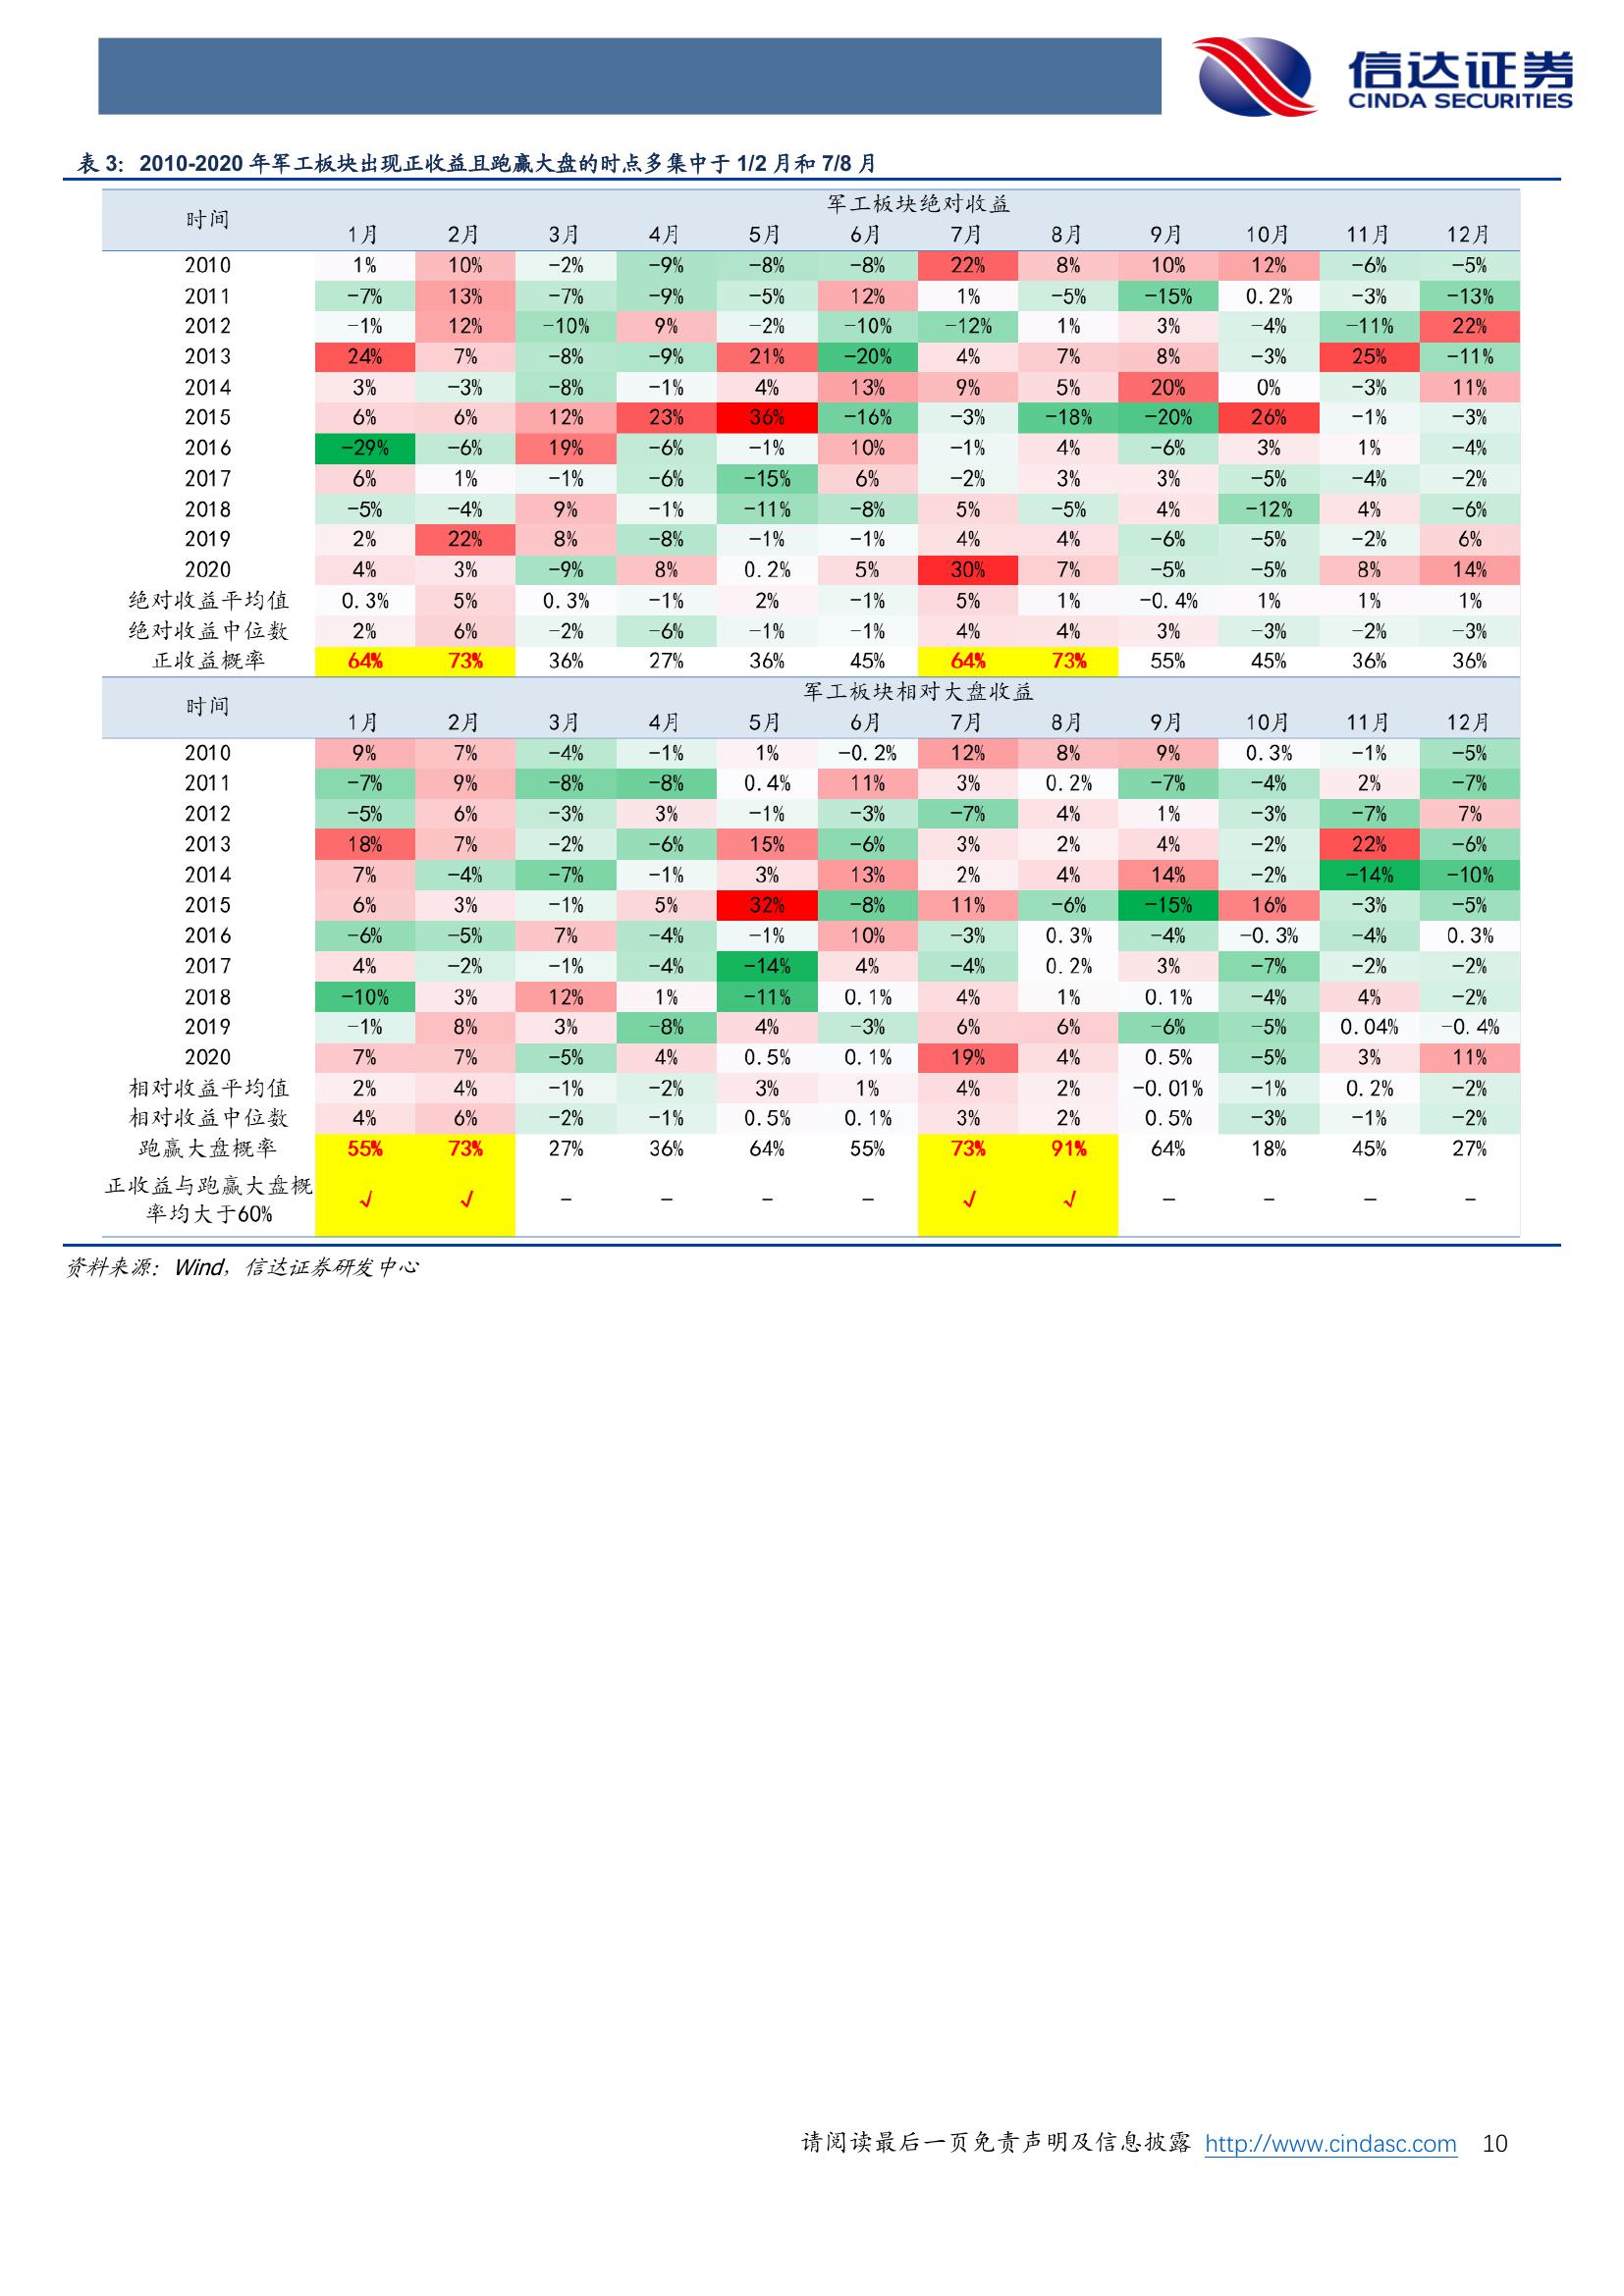 信达证券
CINDA SECURITIES
表 3：2010-2020 年军工板块出现正收益且跑赢大盘的时点多集中于 1/2 月和 7/8 月
时间 军工板块绝对收益
1月 2月 3月 4月 5月 6月 7月 8月 9月 10月 11月 12月
2010 1% 10% -2% -9% -8% -8% 22% 8% 10% 12% -6% -5%
2011 -7% 13% -7% -9% -5% 12% 1% -5% -15% 0.2% -3% -13%
2012 -1% 12% -10% 9% -2% -10% -12% 1% 3% -4% -11% 22%
2013 24% 7% -8% -9% 21% -20% 4% 7% 8% -3% 25% -11%
2014 3% -3% -8% -1% 4% 13% 9% 5% 20% 0% -3% 11%
2015 6% 6% 12% 23% 36% -16% -3% -18% -20% 26% -1% -3%
2016 -29% -6% 19% -6% -1% 10% -1% 4% -6% 3% 1% -4%
2017 6% 1% -1% -6% -15% 6% -2% 3% 3% -5% -4% -2%
2018 -5% -4% 9% -1% -11% -8% 5% -5% 4% -12% 4% -6%
2019 2% 22% 8% -8% -1% -1% 4% 4% -6% -5% -2% 6%
2020 4% 3% -9% 8% 0.2% 5% 30% 7% -5% -5% 8% 14%
绝对收益平均值 0.3% 5% 0.3% -1% 2% -1% 5% 1% -0.4% 1% 1% 1%
绝对收益中位数 2% 6% -2% -6% -1% -1% 4% 4% 3% -3% -2% -3%
正收益概率 64% 73% 36% 27% 36% 45% 64% 73% 55% 45% 36% 36%
时间 军工板块相对大盘收益
1月 2月 3月 4月 5月 6月 7月 8月 9月 10月 11月 12月
2010 9% 7% -4% -1% 1% -0.2% 12% 8% 9% 0.3% -1% -5%
2011 -7% 9% -8% -8% 0.4% 11% 3% 0.2% -7% -4% 2% -7%
2012 -5% 6% -3% 3% -1% -3% -7% 4% 1% -3% -7% 7%
2013 18% 7% -2% -6% 15% -6% 3% 2% 4% -2% 22% -6%
2014 7% -4% -7% -1% 3% 13% 2% 4% 14% -2% -14% -10%
2015 6% 3% -1% 5% 32% -8% 11% -6% -15% 16% -3% -5%
2016 -6% -5% 7% -4% -1% 10% -3% 0.3% -4% -0.3% -4% 0.3%
2017 4% -2% -1% -4% -14% 4% -4% 0.2% 3% -7% -2% -2%
2018 -10% 3% 12% 1% -11% 0.1% 4% 1% 0.1% -4% 4% -2%
2019 -1% 8% 3% -8% 4% -3% 6% 6% -6% -5% 0.04% -0.4%
2020 7% 7% -5% 4% 0.5% 0.1% 19% 4% 0.5% -5% 3% 11%
相对收益平均值 2% 4% -1% -2% 3% 1% 4% 2% -0.01% -1% 0.2% -2%
相对收益中位数 4% 6% -2% -1% 0.5% 0.1% 3% 2% 0.5% -3% -1% -2%
跑赢大盘概率 55% 73% 27% 36% 64% 55% 73% 91% 64% 18% 45% 27%
正收益与跑赢大盘概
率均大于60% √ √ - - - - √ √ - - - -
资料来源：Wind，信达证券研发中心
请阅读最后一页免责声明及信息披露 http://www.cindasc.com 10